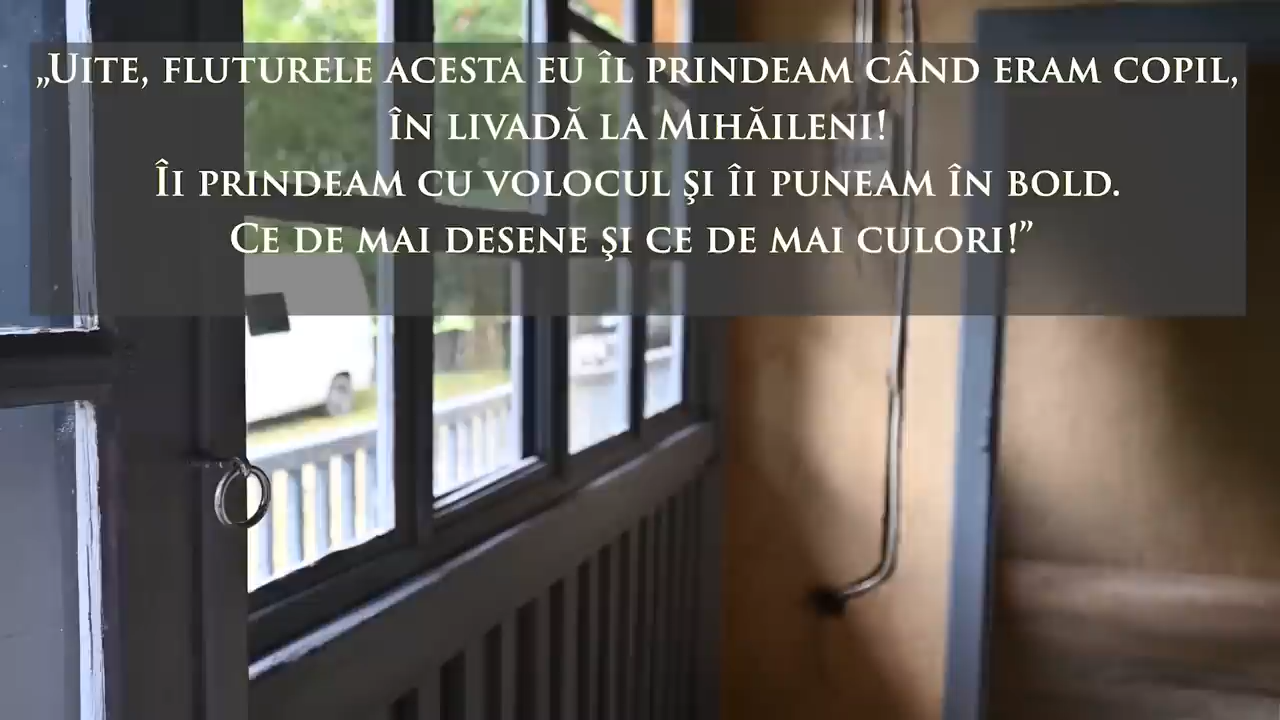 „Uite, fluturele acesta eu îl prindeam când eram copil,
în livadă la Mihăileni!
Îi prindeam cu volocul şi îi puneam în bold.
Ce de mai desene şi ce de mai culori!”